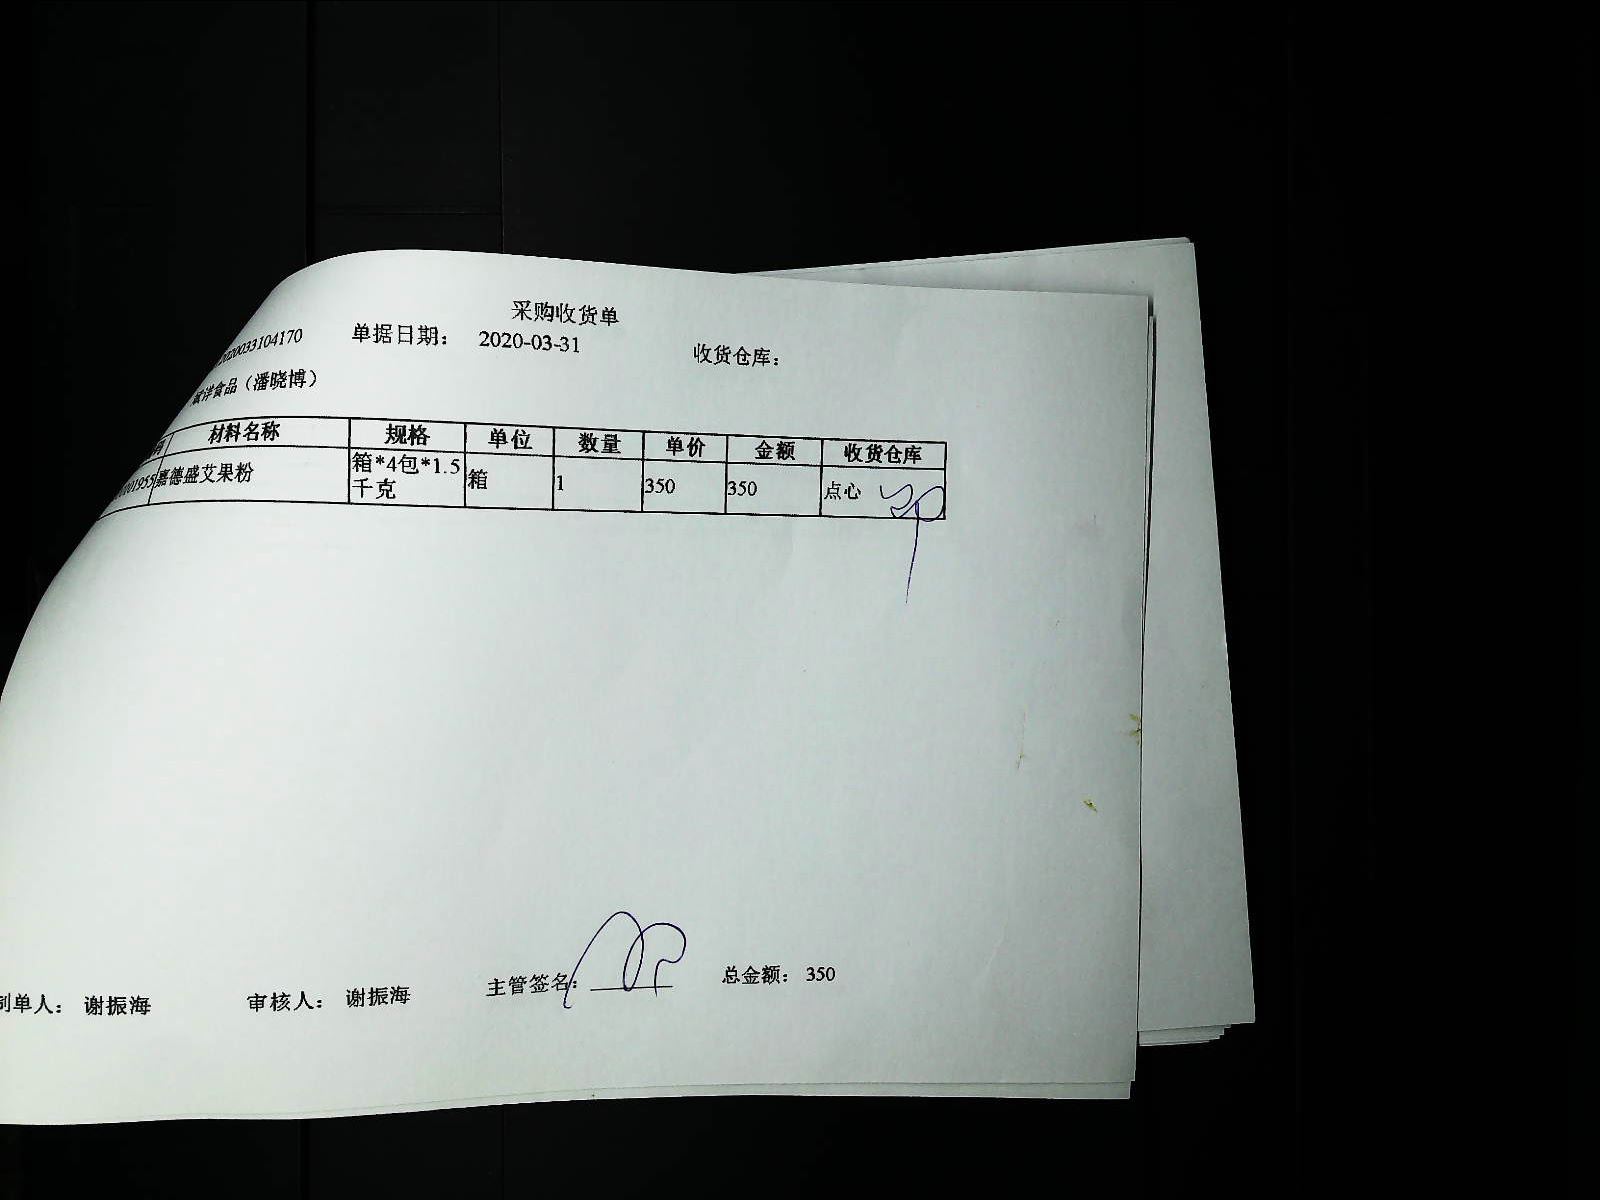 采购收货单
2020033104170 单据日期： 2020-03-31 收货仓库：
洋食品（潘晓博）
材料名称 规格 单位 数量 单价 金额 收货仓库
01955 嘉德盛艾果粉 箱*4包*1.5千克 箱 1 350 350 点心
制单人： 谢振海 审核人： 谢振海 主管签名： 总金额： 350